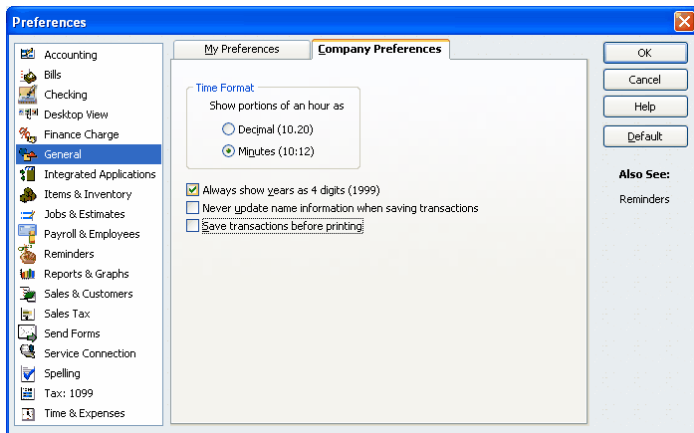 Preferences
Accounting
Bills
Checking
Desktop View
Finance Charge
General
Integrated Applications
Items & Inventory
Jobs & Estimates
Payroll & Employees
Reminders
Reports & Graphs
Sales & Customers
Sales Tax
Send Forms
Service Connection
Spelling
Tax: 1099
Time & Expenses
My Preferences
Company Preferences
Time Format
Show portions of an hour as
Decimal (10.20)
Minutes (10:12)
Always show years as 4 digits (1999)
Never update name information when saving transactions
Save transactions before printing
OK
Cancel
Help
Default
Also See:
Reminders